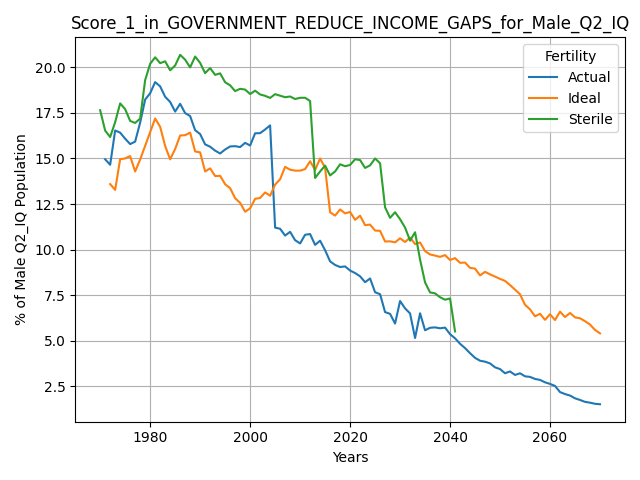 Score_1_in_GOVERNMENT_REDUCE_INCOME_GAPS_for_Male_Q2_IQ
Fertility
Actual
Ideal
Sterile
% of Male Q2_IQ Population
20.0
17.5
15.0
12.5
10.0
7.5
5.0
2.5
1980
2000
2020
2040
2060
Years